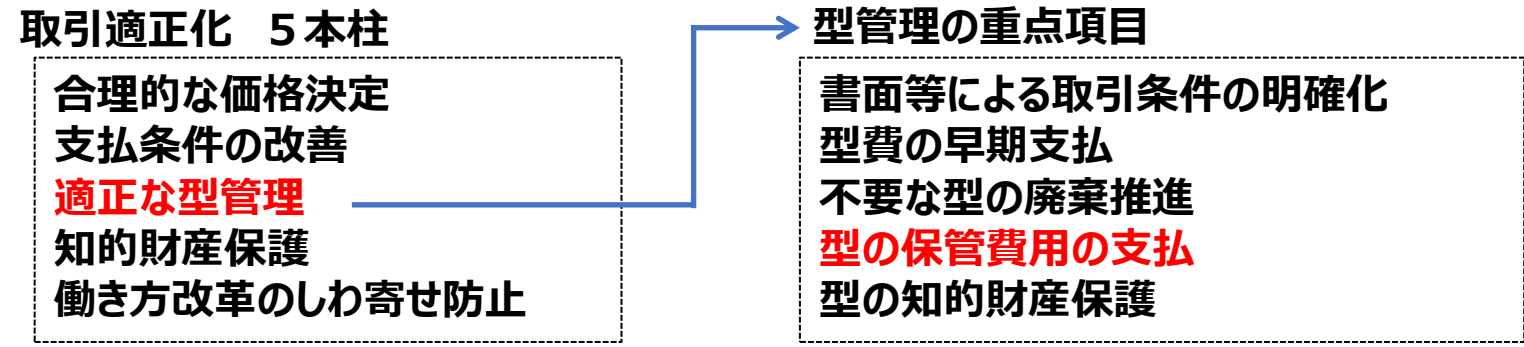 取引適正化 5本柱
合理的な価格決定
支払条件の改善
適正な型管理
知的財産保護
働き方改革のしわ寄せ防止
型管理の重点項目
書面等による取引条件の明確化
型費の早期支払
不要な型の廃棄推進
型の保管費用の支払
型の知的財産保護